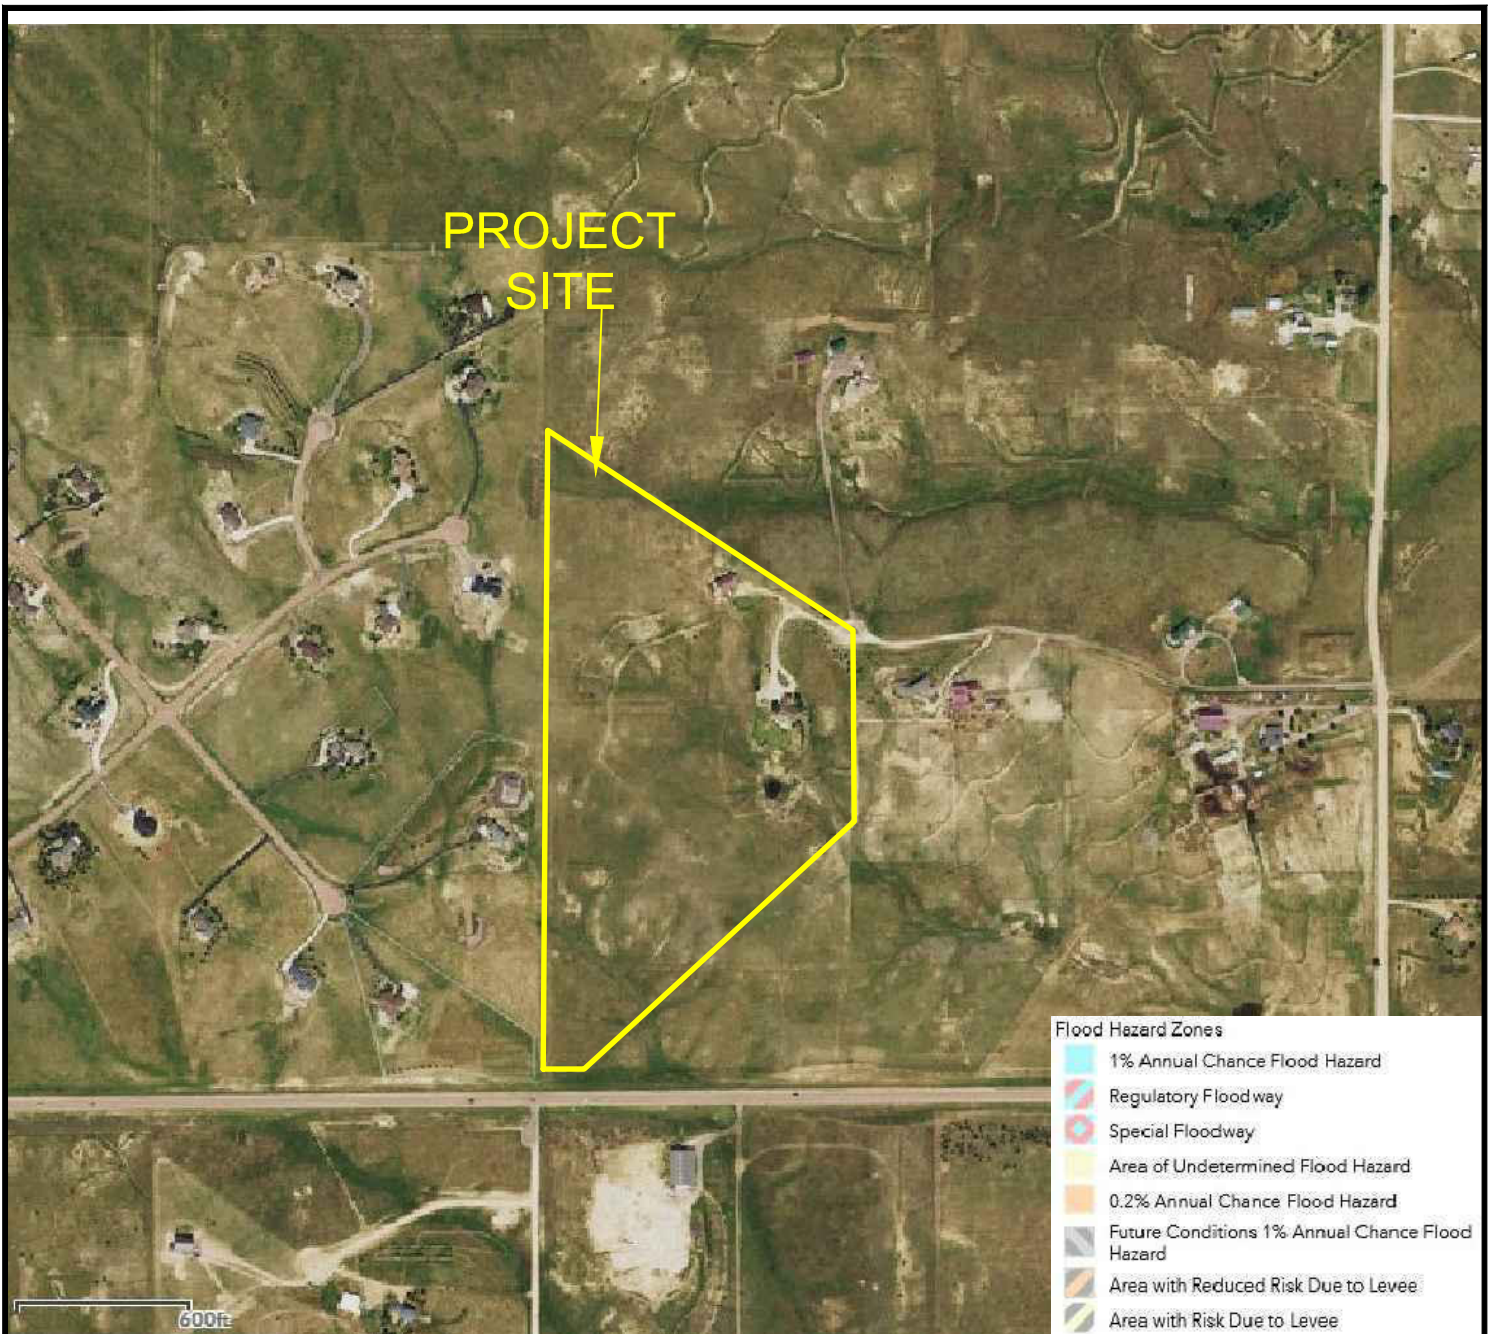 PROJECT
SITE
Flood Hazard Zones
1% Annual Chance Flood Hazard
Regulatory Floodway
Special Floodway
Area of Undetermined Flood Hazard
0.2% Annual Chance Flood Hazard
Future Conditions 1% Annual Chance Flood
Hazard
Area with Reduced Risk Due to Levee
Area with Risk Due to Levee
600ft